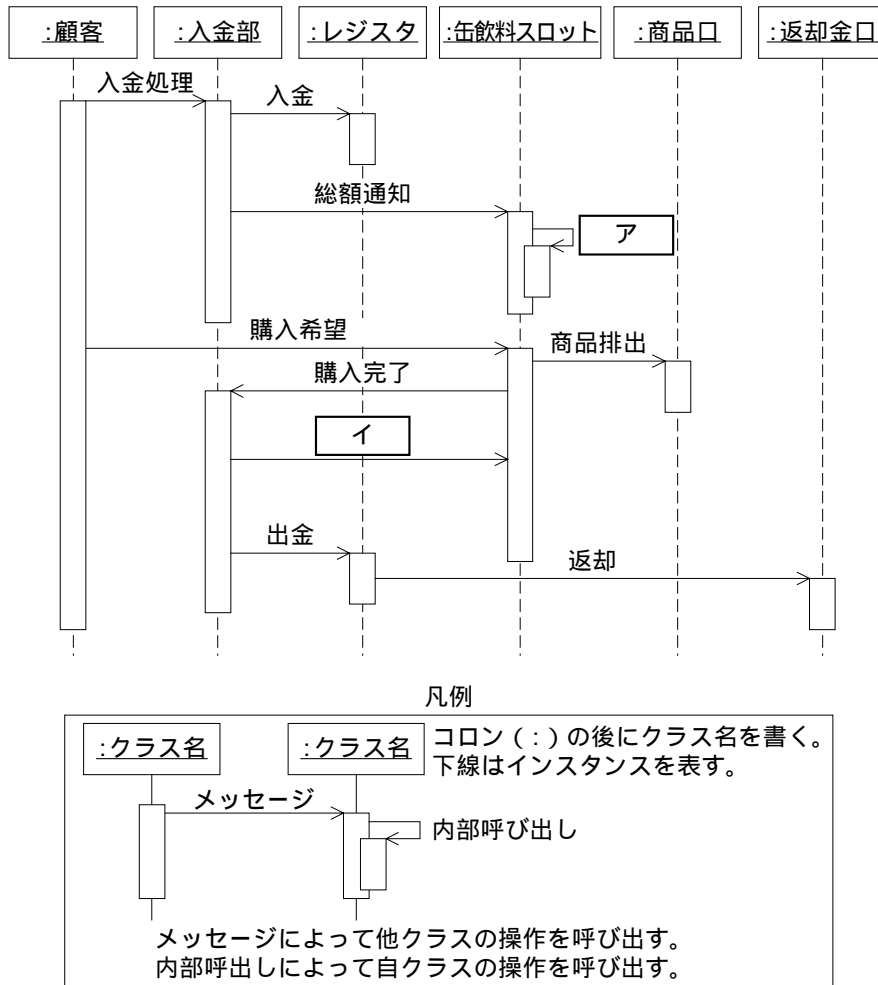 :顧客
:入金部
:レジスタ
:缶飲料スロット
:商品口
:返却金口
入金処理
入金
総額通知
ア
購入希望
商品排出
購入完了
イ
出金
返却
凡例
:クラス名
:クラス名
コロン(:)の後にクラス名を書く。
下線はインスタンスを表す。
メッセージ
内部呼び出し
メッセージによって他クラスの操作を呼び出す。
内部呼出しによって自クラスの操作を呼び出す。